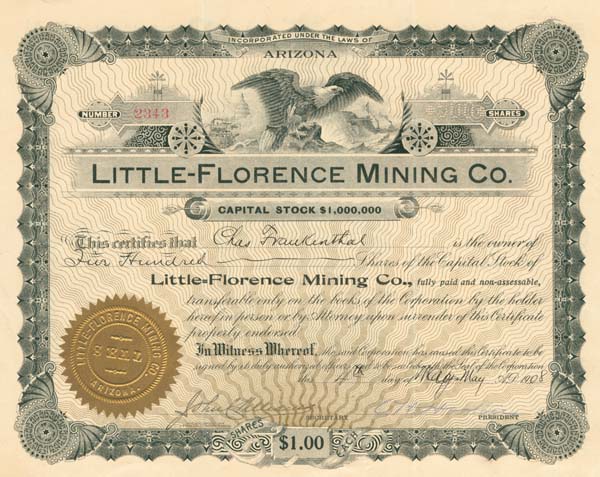 INCORPORATED UNDER THE LAWS OF
ARIZONA
NUMBER 2343
SHARES
LITTLE-FLORENCE MINING CO.
CAPITAL STOCK $1,000,000
This certifies that Chas Frankenthal is the owner of
Hundred Shares of the Capital Stock of
Little-Florence Mining Co., fully paid and non-assessable,
transferable only on the books of the Corporation by the holder
hereof in person or by Attorney upon surrender of this Certificate
properly endorsed.
In Witness Whereof, the said Corporation has caused this Certificate to be
signed by its duly authorized officers and to be sealed with the Seal of the Corporation
this day of May A.D. 1908
John
SECRETARY PRESIDENT
LITTLE-FLORENCE MINING CO.
SEAL
ARIZONA.
SHARES
$1.00